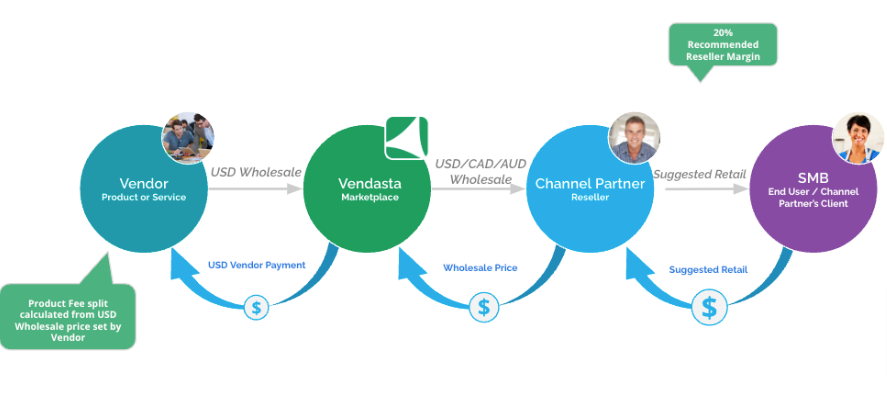 20%
Recommended
Reseller Margin
USD Wholesale
USD/CAD/AUD
Wholesale
Suggested Retail
Vendor
Product or Service
Vendasta
Marketplace
Channel Partner
Reseller
SMB
End User / Channel
Partner's Client
USD Vendor Payment
Wholesale Price
Suggested Retail
$
$
$
Product Fee split
calculated from USD
Wholesale price set by
Vendor